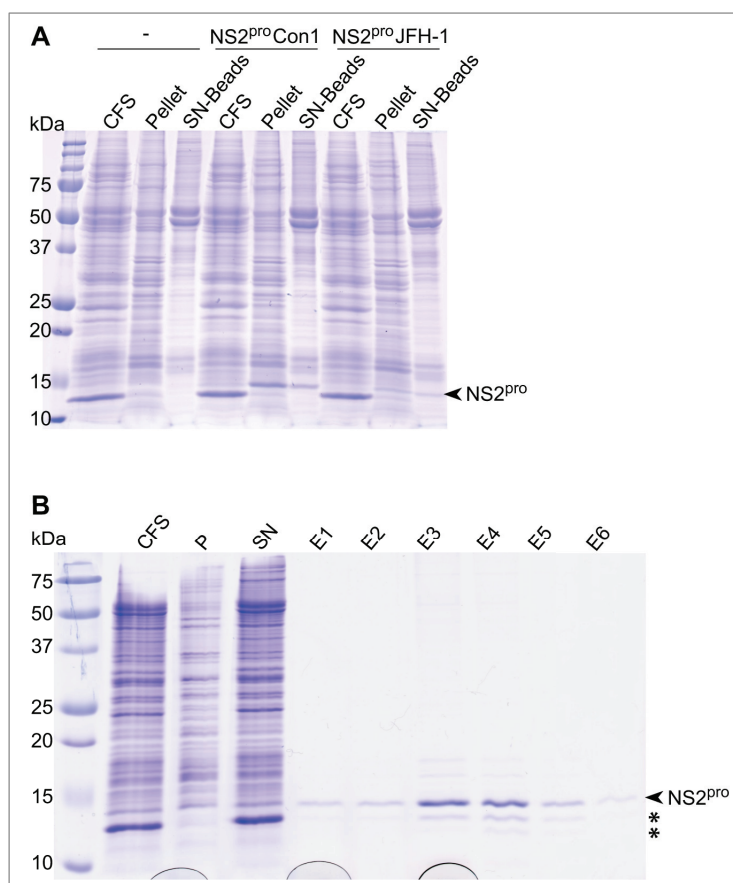 A
- NS2ᵖʳᵒCon1 NS2ᵖʳᵒJFH-1
kDa CFS Pellet SN-Beads CFS Pellet SN-Beads CFS Pellet SN-Beads
75
50
37
25
20
15
NS2ᵖʳᵒ
10
B
kDa CFS P SN E1 E2 E3 E4 E5 E6
75
50
37
25
20
15 NS2ᵖʳᵒ
*
*
10